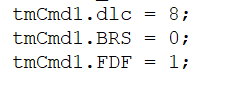 tmCmd1.dlc = 8;
tmCmd1.BRS = 0;
tmCmd1.FDF = 1;